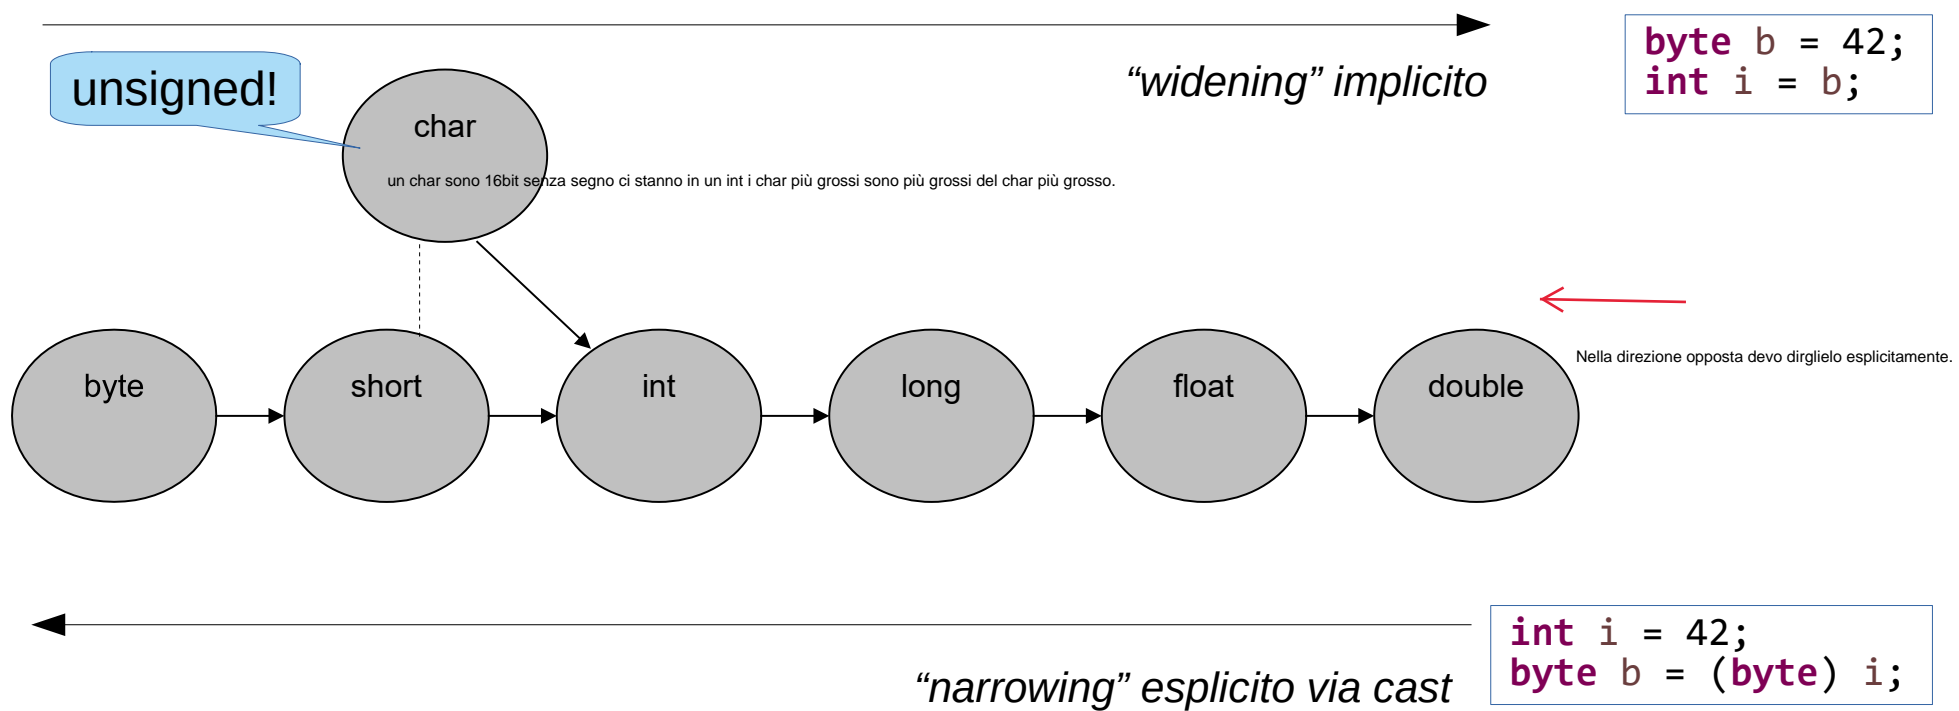 unsigned!
"widening" implicito
byte b = 42;
int i = b;
char
un char sono 16bit senza segno ci stanno in un int i char più grossi sono più grossi del char più grosso.
Nella direzione opposta devo dirglielo esplicitamente.
byte
short
int
long
float
double
"narrowing" esplicito via cast
int i = 42;
byte b = (byte) i;